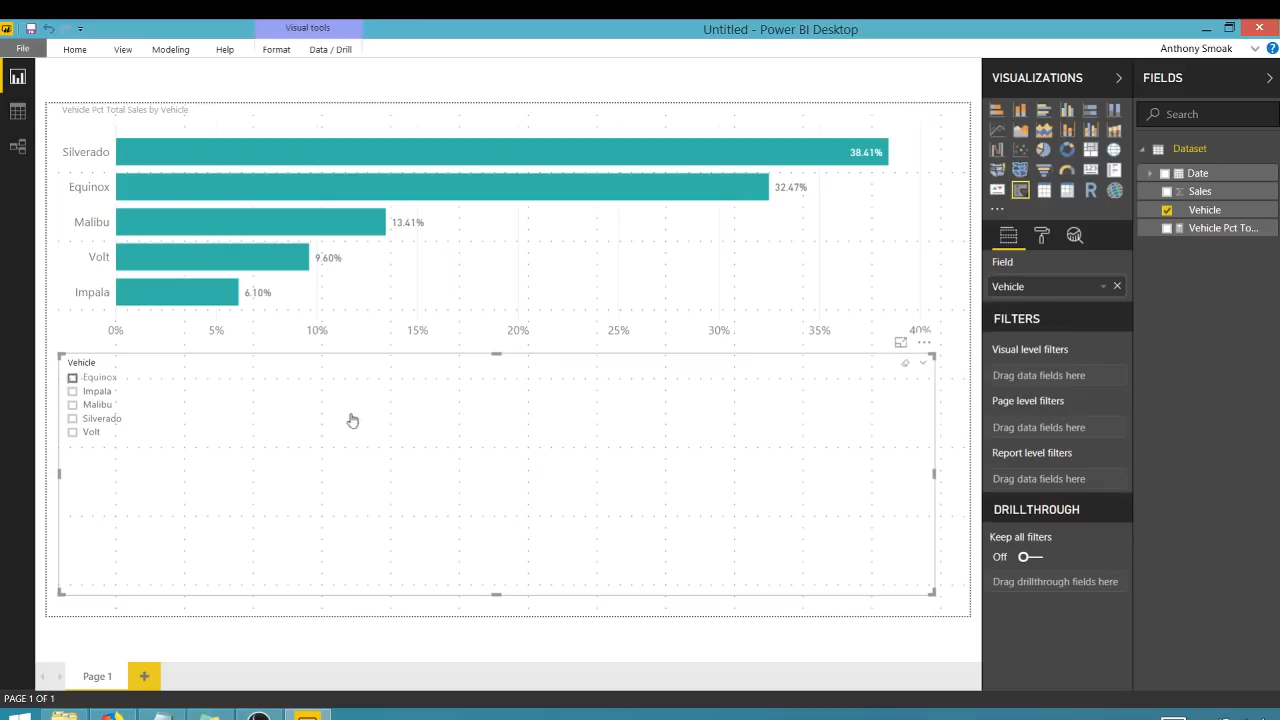 Visual tools
Untitled - Power BI Desktop
File
Home
View
Modeling
Help
Format
Data / Drill
Anthony Smoak
?
Vehicle Pct Total Sales by Vehicle
Silverado
38.41%
Equinox
32.47%
Malibu
13.41%
Volt
9.60%
Impala
6.10%
0%
5%
10%
15%
20%
25%
30%
35%
40%
Vehicle
Equinox
Impala
Malibu
Silverado
Volt
VISUALIZATIONS
R
Field
Vehicle
FILTERS
Visual level filters
Drag data fields here
Page level filters
Drag data fields here
Report level filters
Drag data fields here
DRILLTHROUGH
Keep all filters
Off
Drag drillthrough fields here
FIELDS
Search
Dataset
Date
Σ Sales
Vehicle
Vehicle Pct To...
Page 1
PAGE 1 OF 1